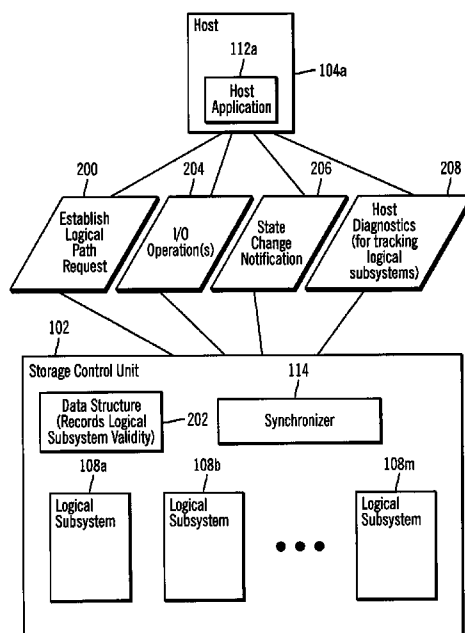 Host
112a
104a
Host
Application
200
204
206
208
Establish
Logical
Path
Request
I/O
Operation(s)
State
Change
Notification
Host
Diagnostics
(for tracking
logical
subsystems)
102
Storage Control Unit
114
Data Structure
(Records Logical
Subsystem Validity)
202
Synchronizer
108a
108b
108m
Logical
Subsystem
Logical
Subsystem
Logical
Subsystem